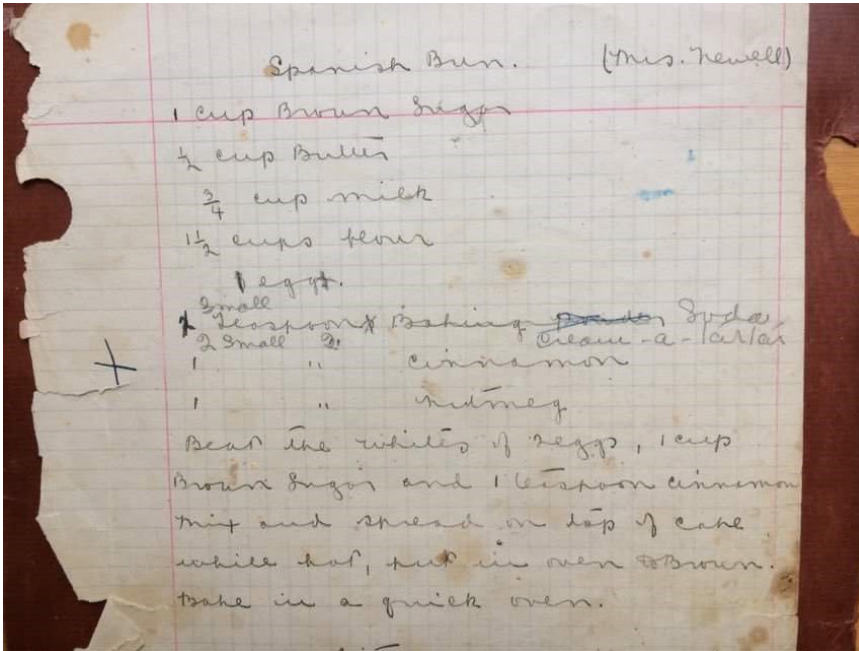 Spanish Bun. (Mrs. Newell)
1 cup Brown Sugar
½ cup Butter
¾ cup milk
1½ cups flour
1 egg.
small
1 teaspoon Baking Soda
2 small " Cream-a-tartar
1 " cinnamon
1 " nutmeg
Beat the whites of 2 eggs, 1 cup
Brown Sugar and 1 teaspoon cinnamon
mix and spread on top of cake
while hot, put in oven to Brown.
Bake in a quick oven.